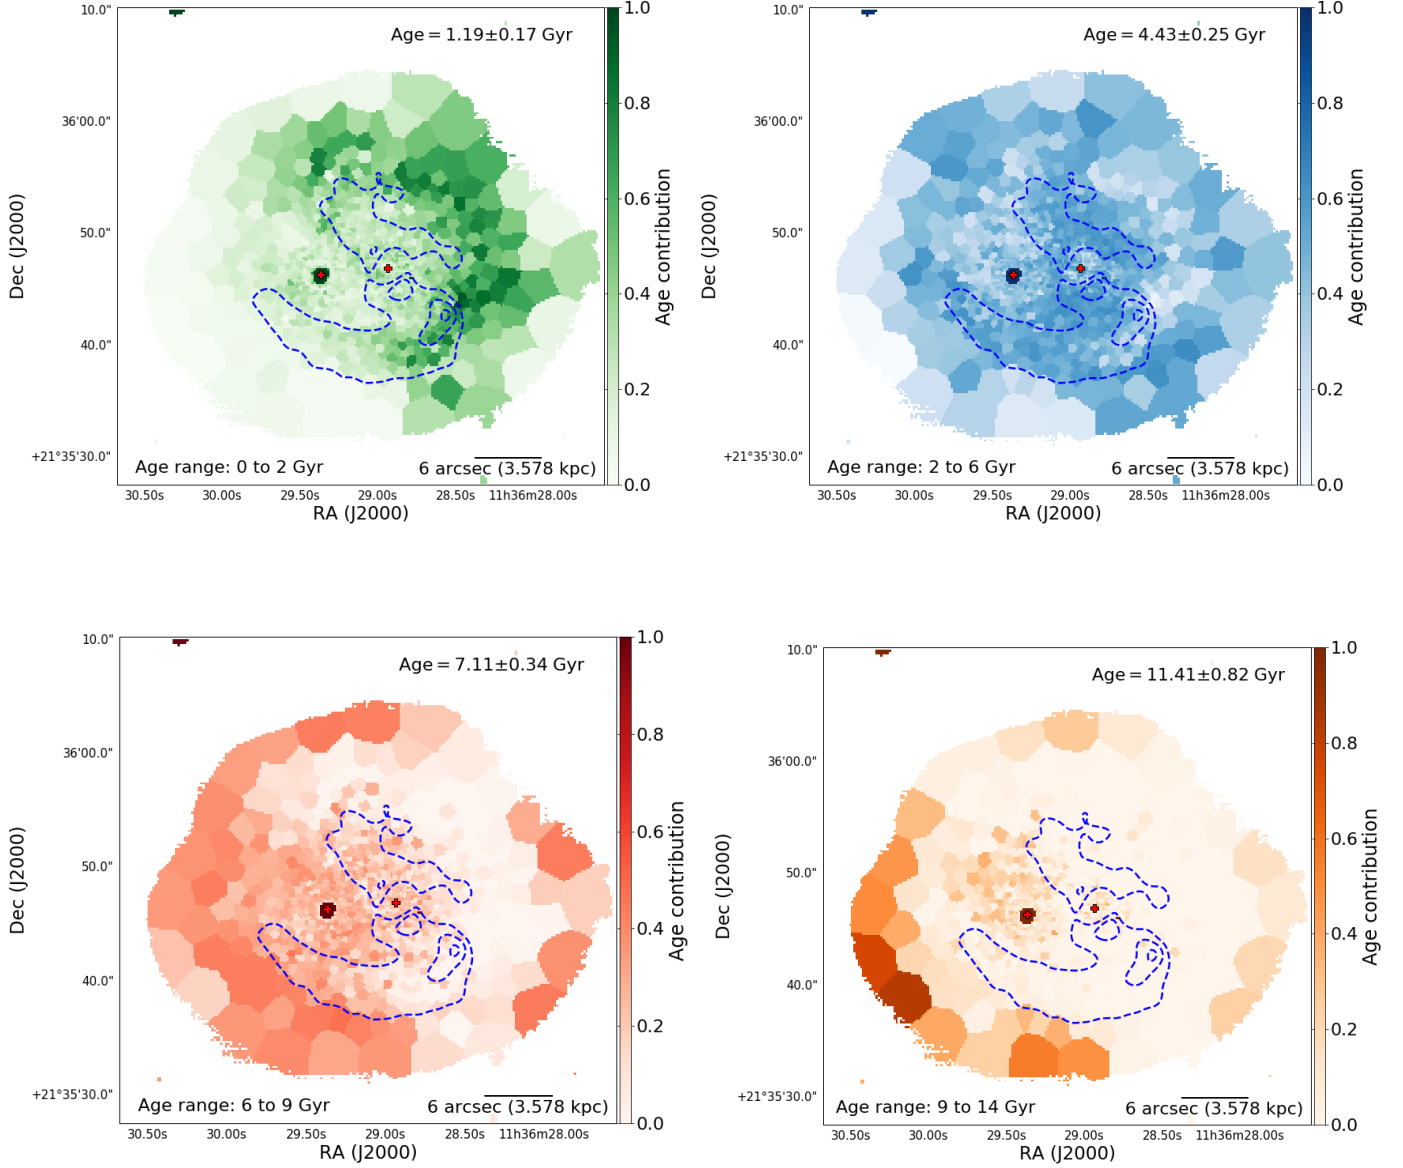 Age = 1.19±0.17 Gyr
Age range: 0 to 2 Gyr
6 arcsec (3.578 kpc)
10.0"
36'00.0"
50.0"
40.0"
+21°35'30.0"
Dec (J2000)
30.50s 30.00s 29.50s 29.00s 28.50s 11h36m28.00s
RA (J2000)
1.0
0.8
0.6
0.4
0.2
0.0
Age contribution
Age = 4.43±0.25 Gyr
Age range: 2 to 6 Gyr
6 arcsec (3.578 kpc)
10.0"
36'00.0"
50.0"
40.0"
+21°35'30.0"
Dec (J2000)
30.50s 30.00s 29.50s 29.00s 28.50s 11h36m28.00s
RA (J2000)
1.0
0.8
0.6
0.4
0.2
0.0
Age contribution
Age = 7.11±0.34 Gyr
Age range: 6 to 9 Gyr
6 arcsec (3.578 kpc)
10.0"
36'00.0"
50.0"
40.0"
+21°35'30.0"
Dec (J2000)
30.50s 30.00s 29.50s 29.00s 28.50s 11h36m28.00s
RA (J2000)
1.0
0.8
0.6
0.4
0.2
0.0
Age contribution
Age = 11.41±0.82 Gyr
Age range: 9 to 14 Gyr
6 arcsec (3.578 kpc)
10.0"
36'00.0"
50.0"
40.0"
+21°35'30.0"
Dec (J2000)
30.50s 30.00s 29.50s 29.00s 28.50s 11h36m28.00s
RA (J2000)
1.0
0.8
0.6
0.4
0.2
0.0
Age contribution